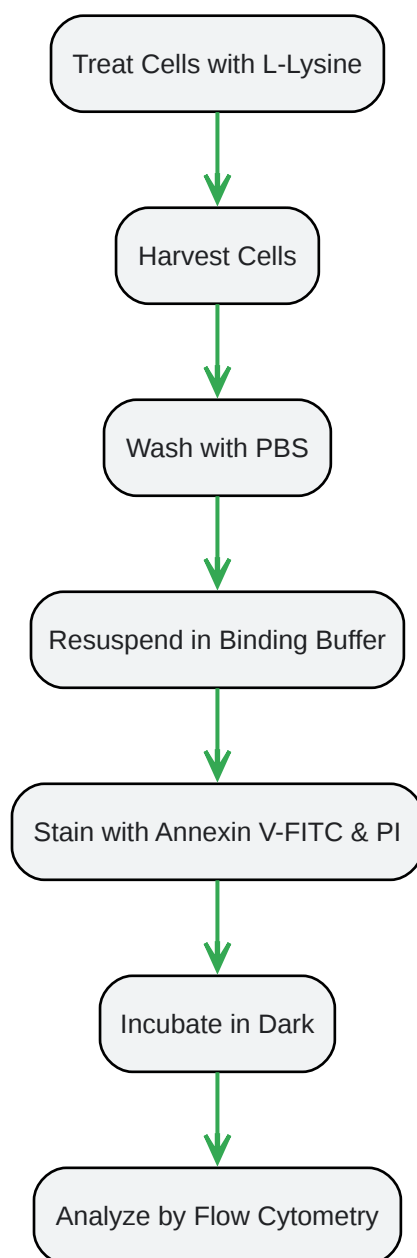 Treat Cells with L-Lysine
Harvest Cells
Wash with PBS
Resuspend in Binding Buffer
Stain with Annexin V-FITC & PI
Incubate in Dark
Analyze by Flow Cytometry